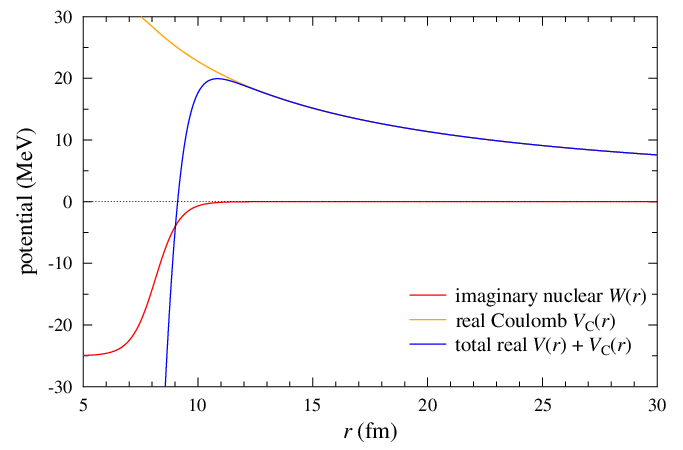 30
20
10
0
-10
-20
-30
potential (MeV)
imaginary nuclear W(r)
real Coulomb V_C(r)
total real V(r) + V_C(r)
5
10
15
20
25
30
r (fm)